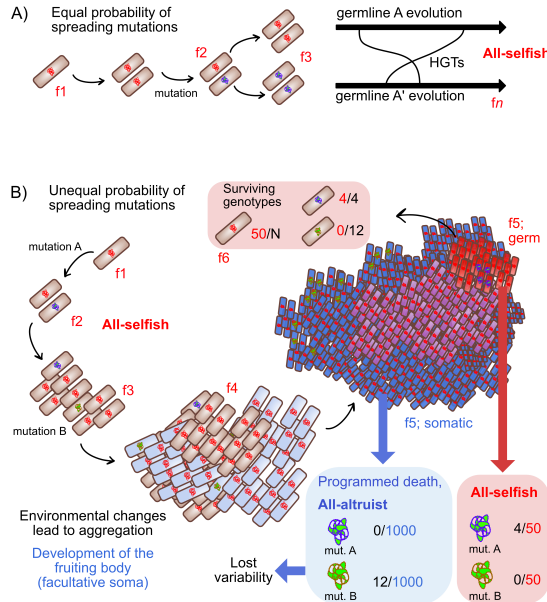 A)
Equal probability of
spreading mutations
f1
mutation
f2
f3
germline A evolution
HGTs
All-selfish
germline A' evolution
fn
B)
Unequal probability of
spreading mutations
mutation A
f1
f2
All-selfish
f3
mutation B
f4
Environmental changes
lead to aggregation
Development of the
fruiting body
(facultative soma)
Surviving
genotypes
4/4
50/N
0/12
f6
f5;
germ
f5; somatic
Programmed death,
All-altruist
0/1000
mut. A
12/1000
mut. B
Lost
variability
All-selfish
4/50
mut. A
0/50
mut. B